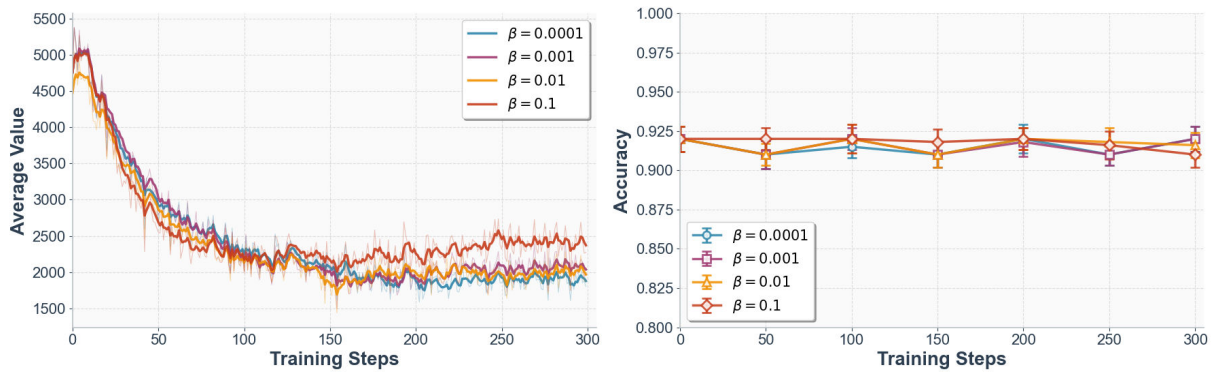 5500
5000
4500
4000
3500
3000
2500
2000
1500
Average Value
0
50
100
150
200
250
300
Training Steps
β = 0.0001
β = 0.001
β = 0.01
β = 0.1
1.000
0.975
0.950
0.925
0.900
0.875
0.850
0.825
0.800
Accuracy
β = 0.0001
β = 0.001
β = 0.01
β = 0.1
0
50
100
150
200
250
300
Training Steps